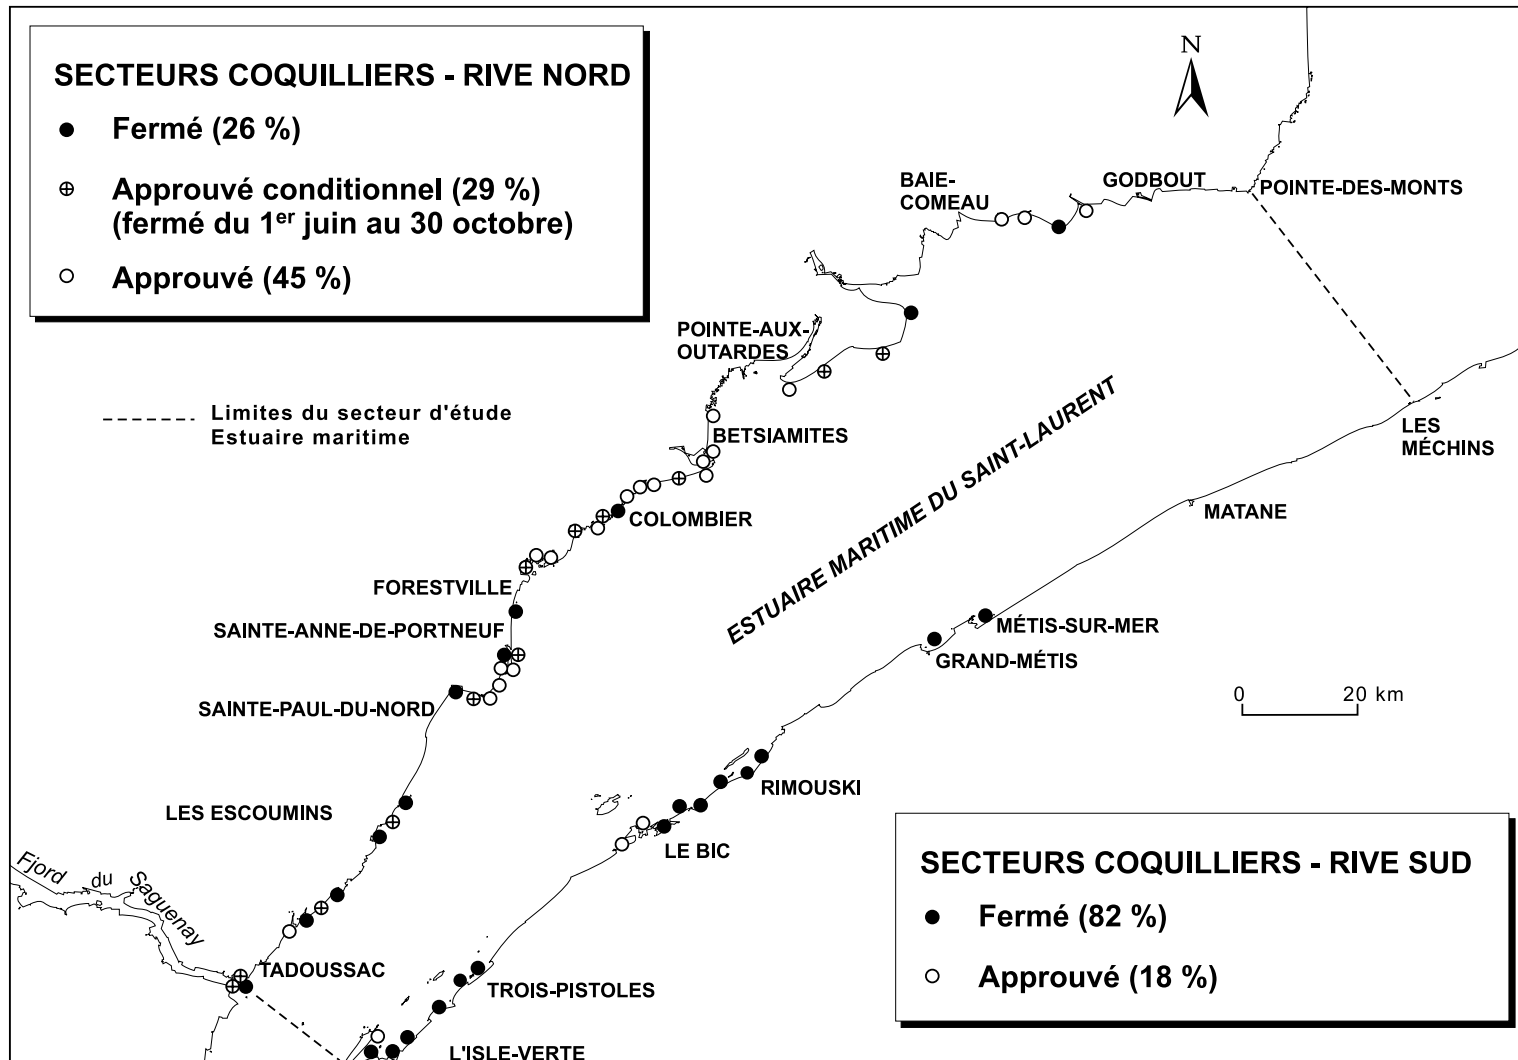 SECTEURS COQUILLIERS - RIVE NORD
Fermé (26 %)
Approuvé conditionnel (29 %)
(fermé du 1er juin au 30 octobre)
Approuvé (45 %)
N
BAIE-
COMEAU
GODBOUT
POINTE-DES-MONTS
POINTE-AUX-
OUTARDES
Limites du secteur d'étude
Estuaire maritime
BETSIAMITES
LES
MÉCHINS
ESTUAIRE MARITIME DU SAINT-LAURENT
COLOMBIER
MATANE
FORESTVILLE
SAINTE-ANNE-DE-PORTNEUF
MÉTIS-SUR-MER
GRAND-MÉTIS
SAINTE-PAUL-DU-NORD
0 20 km
RIMOUSKI
LES ESCOUMINS
LE BIC
Fjord du Saguenay
TADOUSSAC
TROIS-PISTOLES
L'ISLE-VERTE
SECTEURS COQUILLIERS - RIVE SUD
Fermé (82 %)
Approuvé (18 %)